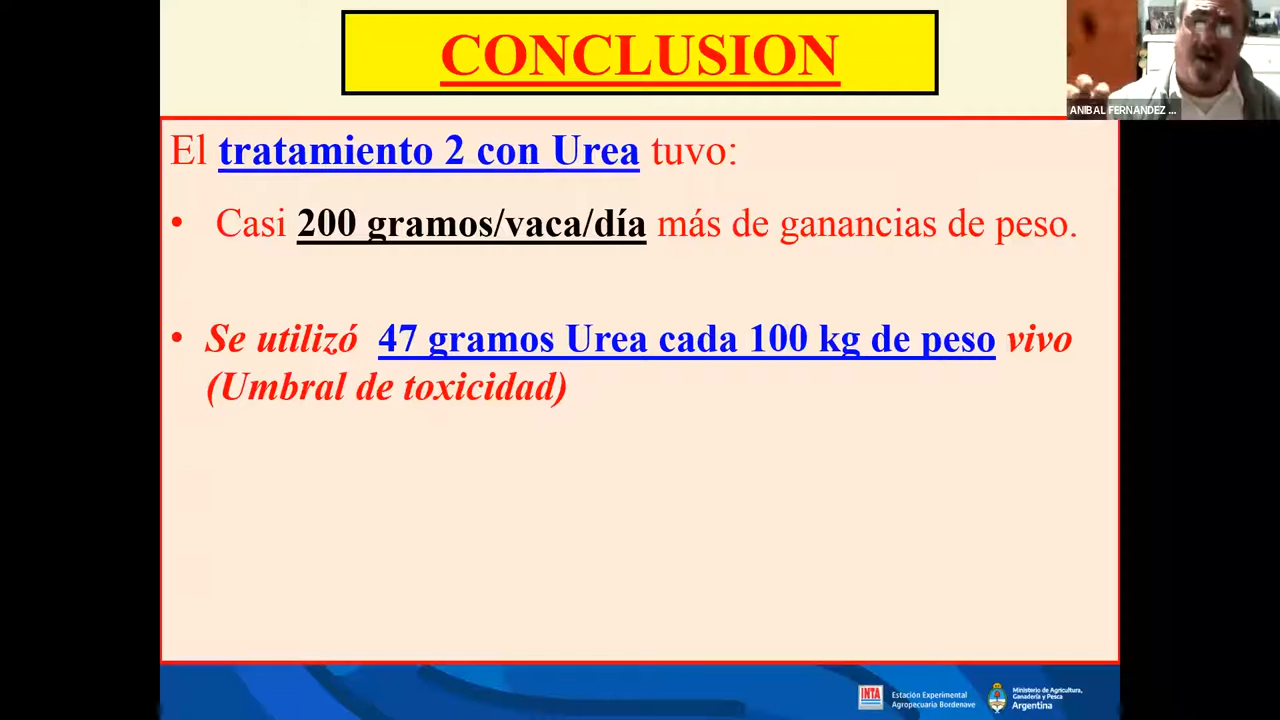 CONCLUSION
ANIBAL FERNANDEZ ...
El tratamiento 2 con Urea tuvo:
• Casi 200 gramos/vaca/día más de ganancias de peso.
• Se utilizó 47 gramos Urea cada 100 kg de peso vivo
(Umbral de toxicidad)
INTA
Estación Experimental
Agropecuaria Bordenave
Ministerio de Agricultura,
Ganadería y Pesca
Argentina